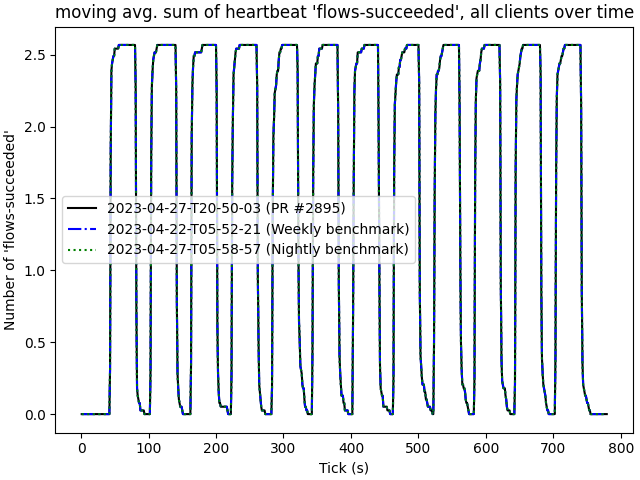 moving avg. sum of heartbeat 'flows-succeeded', all clients over time
Number of 'flows-succeeded'
2.5
2.0
1.5
1.0
0.5
0.0
2023-04-27-T20-50-03 (PR #2895)
2023-04-22-T05-52-21 (Weekly benchmark)
2023-04-27-T05-58-57 (Nightly benchmark)
0 100 200 300 400 500 600 700 800
Tick (s)